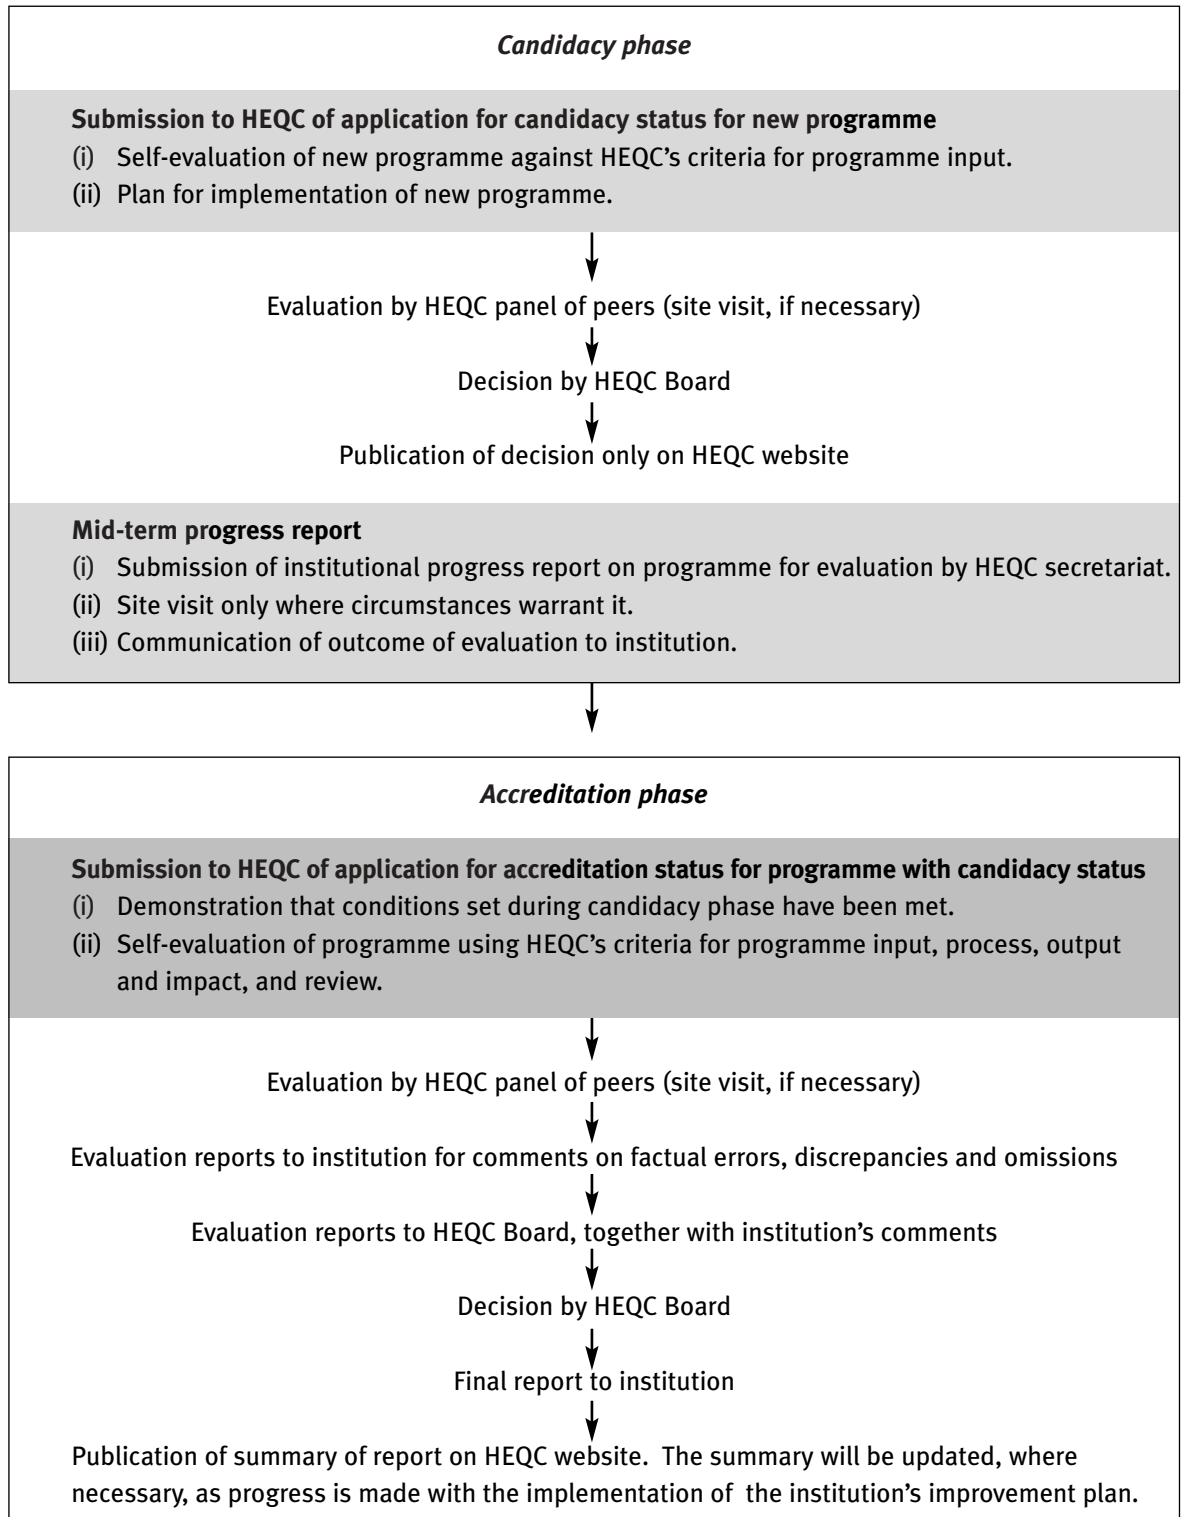 Candidacy phase
Submission to HEQC of application for candidacy status for new programme
(i) Self-evaluation of new programme against HEQC’s criteria for programme input.
(ii) Plan for implementation of new programme.
Evaluation by HEQC panel of peers (site visit, if necessary)
Decision by HEQC Board
Publication of decision only on HEQC website
Mid-term progress report
(i) Submission of institutional progress report on programme for evaluation by HEQC secretariat.
(ii) Site visit only where circumstances warrant it.
(iii) Communication of outcome of evaluation to institution.
Accreditation phase
Submission to HEQC of application for accreditation status for programme with candidacy status
(i) Demonstration that conditions set during candidacy phase have been met.
(ii) Self-evaluation of programme using HEQC’s criteria for programme input, process, output
and impact, and review.
Evaluation by HEQC panel of peers (site visit, if necessary)
Evaluation reports to institution for comments on factual errors, discrepancies and omissions
Evaluation reports to HEQC Board, together with institution’s comments
Decision by HEQC Board
Final report to institution
Publication of summary of report on HEQC website. The summary will be updated, where
necessary, as progress is made with the implementation of the institution’s improvement plan.